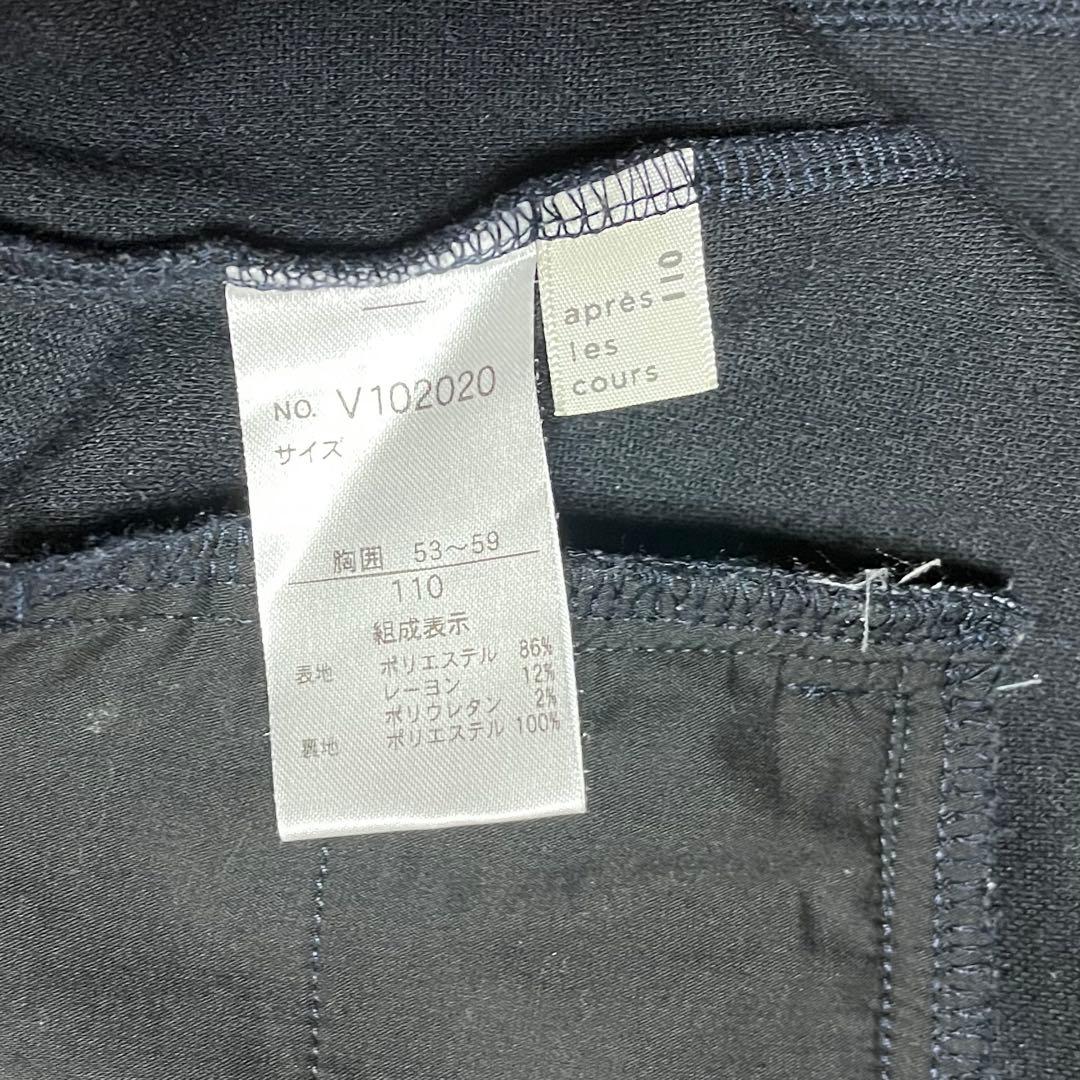 NO. V102020
サイズ
胸囲 53～59
110
組成表示
表地 ポリエステル 86%
レーヨン 12%
ポリウレタン 2%
裏地 ポリエステル 100%
110
après
les
cours